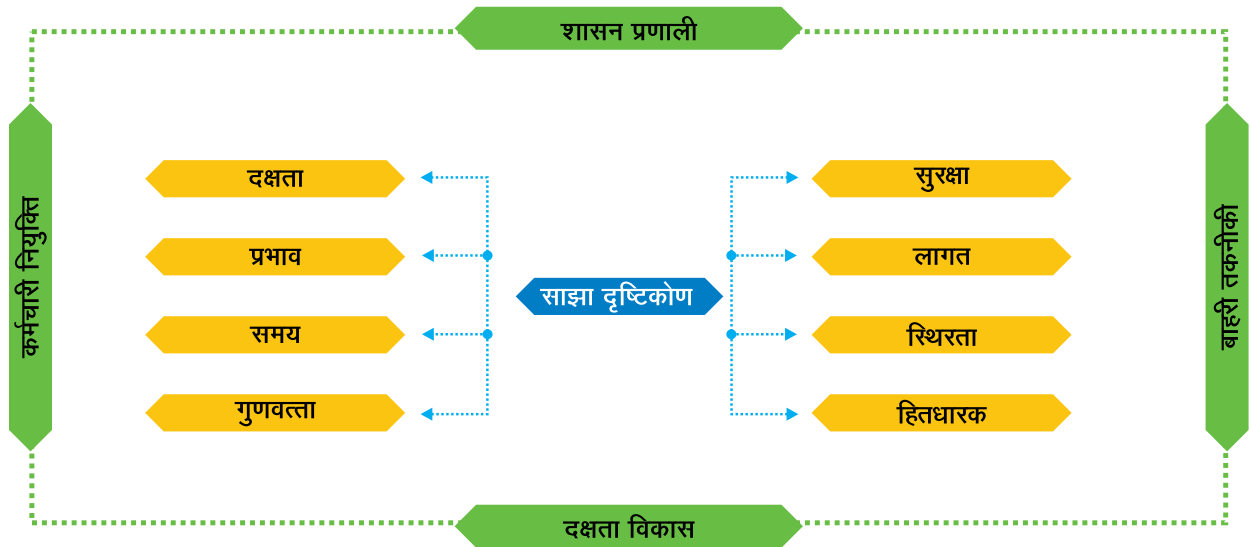 शासन प्रणाली
कर्मचारी नियुक्ति
दक्षता
प्रभाव
समय
गुणवत्ता
साझा दृष्टिकोण
सुरक्षा
लागत
स्थिरता
हितधारक
बाहरी तकनीकी
दक्षता विकास